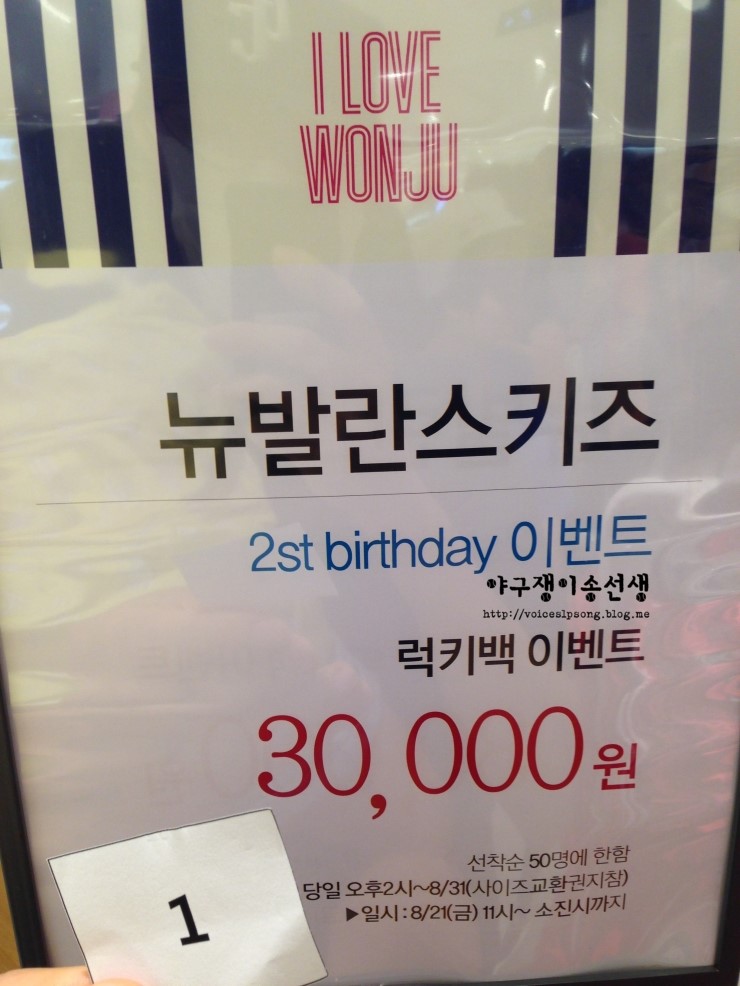 I LOVE
WONJU
뉴발란스키즈
2st birthday 이벤트
야구쟁이송선생
http://voiceslpsong.blog.me
럭키백 이벤트
30,000원
선착순 50명에 한함
당일 오후2시~8/31(사이즈교환권지참)
▶일시 : 8/21(금) 11시~ 소진시까지
1